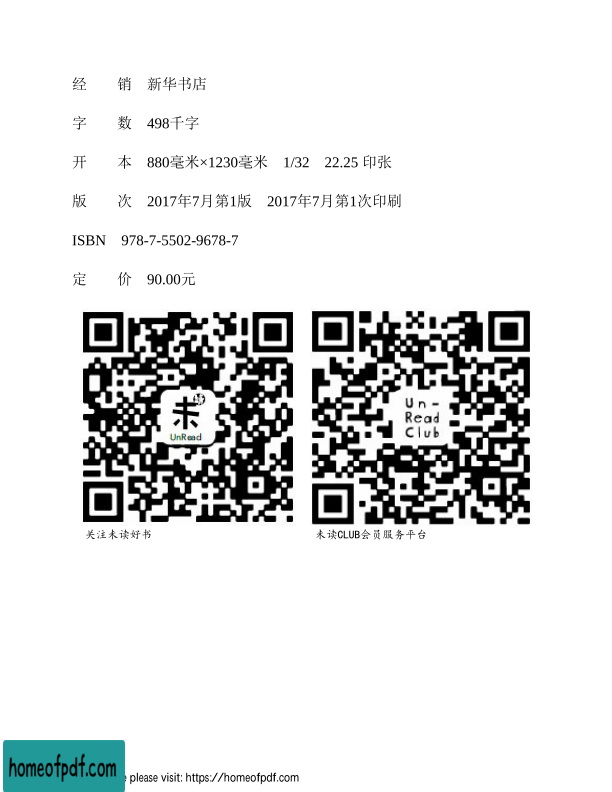 经　　销　新华书店
字　　数　498千字
开　　本　880毫米×1230毫米　1/32　22.25 印张
版　　次　2017年7月第1版　2017年7月第1次印刷
ISBN　978-7-5502-9678-7
定　　价　90.00元
未
UnRead
Un-
Read
Club
关注未读好书
未读CLUB会员服务平台
homeofpdf.com
e please visit: https://homeofpdf.com